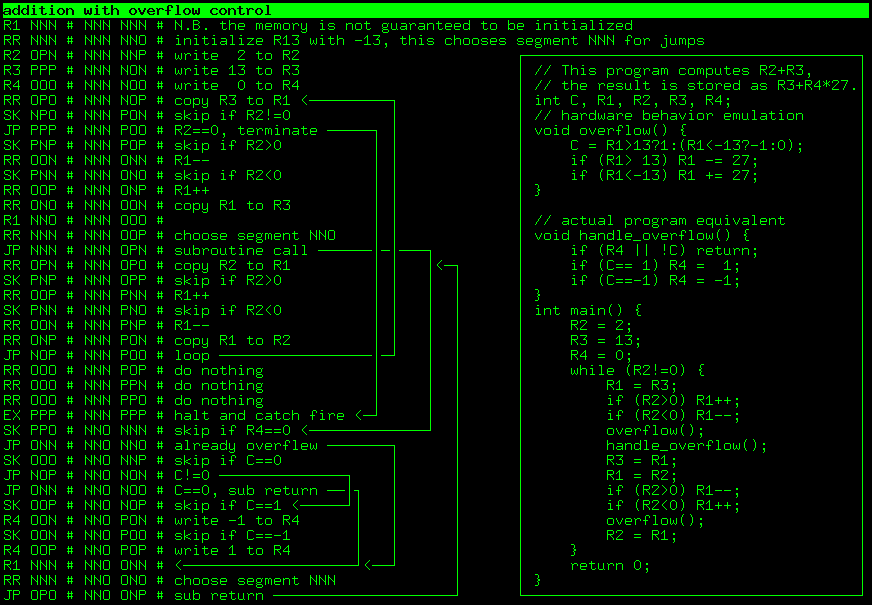 addition with overflow control
R1 NNN # NNN NNN # N.B. the memory is not guaranteed to be initialized
RR NNN # NNN NNO # initialize R13 with -13, this chooses segment NNN for jumps
R2 OPN # NNN NNP # write  2 to R2
R3 PPP # NNN NON # write 13 to R3
R4 OOO # NNN NOO # write  0 to R4
RR OPO # NNN NOP # copy R3 to R1 <
SK NPO # NNN PON # skip if R2!=0
JP PPP # NNN POO # R2==0, terminate
SK PNP # NNN POP # skip if R2>0
RR OON # NNN ONN # R1--
SK PNN # NNN ONO # skip if R2<0
RR OOP # NNN ONP # R1++
RR ONO # NNN OON # copy R1 to R3
R1 NNO # NNN OOO #
RR NNN # NNN OOP # choose segment NNO
JP NNN # NNN OPN # subroutine call
RR OPN # NNN OPO # copy R2 to R1 <
SK PNP # NNN OPP # skip if R2>0
RR OOP # NNN PNN # R1++
SK PNN # NNN PNO # skip if R2<0
RR OON # NNN PNP # R1--
RR ONP # NNN PON # copy R1 to R2
JP NOP # NNN POO # loop
RR OOO # NNN POP # do nothing
RR OOO # NNN PPN # do nothing
RR OOO # NNN PPO # do nothing
EX PPP # NNN PPP # halt and catch fire <
SK PPO # NNO NNN # skip if R4==0 <
JP ONN # NNO NNO # already overflew
SK OOO # NNO NNP # skip if C==0
JP NOP # NNO NON # C!=0
JP ONN # NNO NOO # C==0, sub return
SK OOP # NNO NOP # skip if C==1 <
R4 OON # NNO PON # write -1 to R4
SK OON # NNO POO # skip if C==-1
R4 OOP # NNO POP # write 1 to R4
R1 NNN # NNO ONN # < <
RR NNN # NNO ONO # choose segment NNN
JP OPO # NNO ONP # sub return
// This program computes R2+R3,
// the result is stored as R3+R4*27.
int C, R1, R2, R3, R4;
// hardware behavior emulation
void overflow() {
    C = R1>13?1:(R1<-13?-1:0);
    if (R1> 13) R1 -= 27;
    if (R1<-13) R1 += 27;
}
// actual program equivalent
void handle_overflow() {
    if (R4 || !C) return;
    if (C== 1) R4 =  1;
    if (C==-1) R4 = -1;
}
int main() {
    R2 = 2;
    R3 = 13;
    R4 = 0;
    while (R2!=0) {
        R1 = R3;
        if (R2>0) R1++;
        if (R2<0) R1--;
        overflow();
        handle_overflow();
        R3 = R1;
        R1 = R2;
        if (R2>0) R1--;
        if (R2<0) R1++;
        overflow();
        R2 = R1;
    }
    return 0;
}